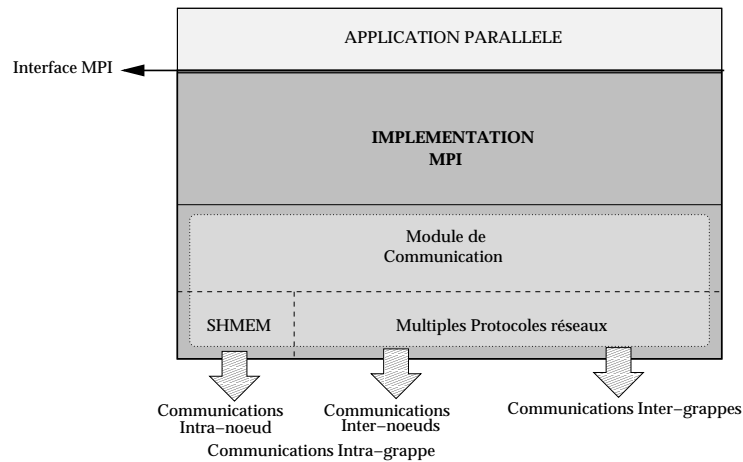 APPLICATION PARALLELE
Interface MPI
IMPLEMENTATION
MPI
Module de
Communication
SHMEM
Multiples Protocoles réseaux
Communications
Intra−noeud
Communications
Inter−noeuds
Communications Inter−grappes
Communications Intra−grappe